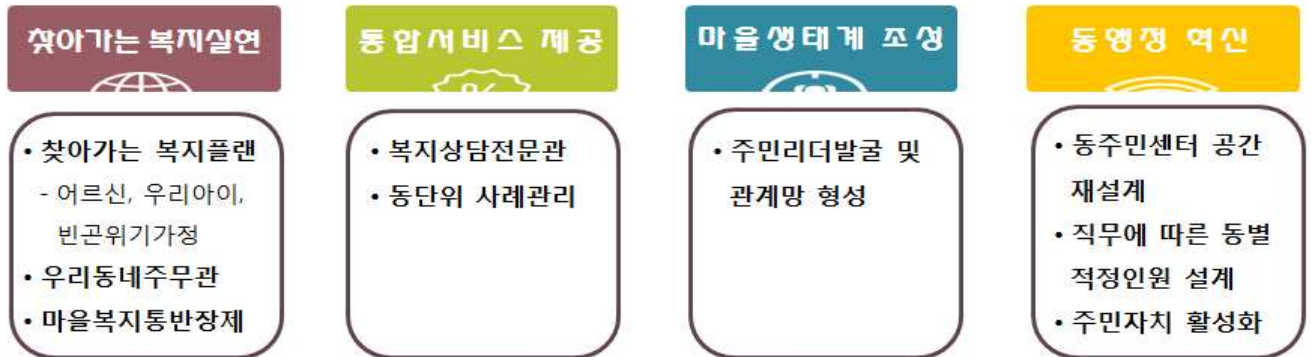 찾아가는 복지실현
• 찾아가는 복지플랜
- 어르신, 우리아이,
빈곤위기가정
• 우리동네주무관
• 마을복지통반장제
통합서비스 제공
• 복지상담전문관
• 동단위 사례관리
마을생태계 조성
• 주민리더발굴 및
관계망 형성
동행정 혁신
• 동주민센터 공간
재설계
• 직무에 따른 동별
적정인원 설계
• 주민자치 활성화